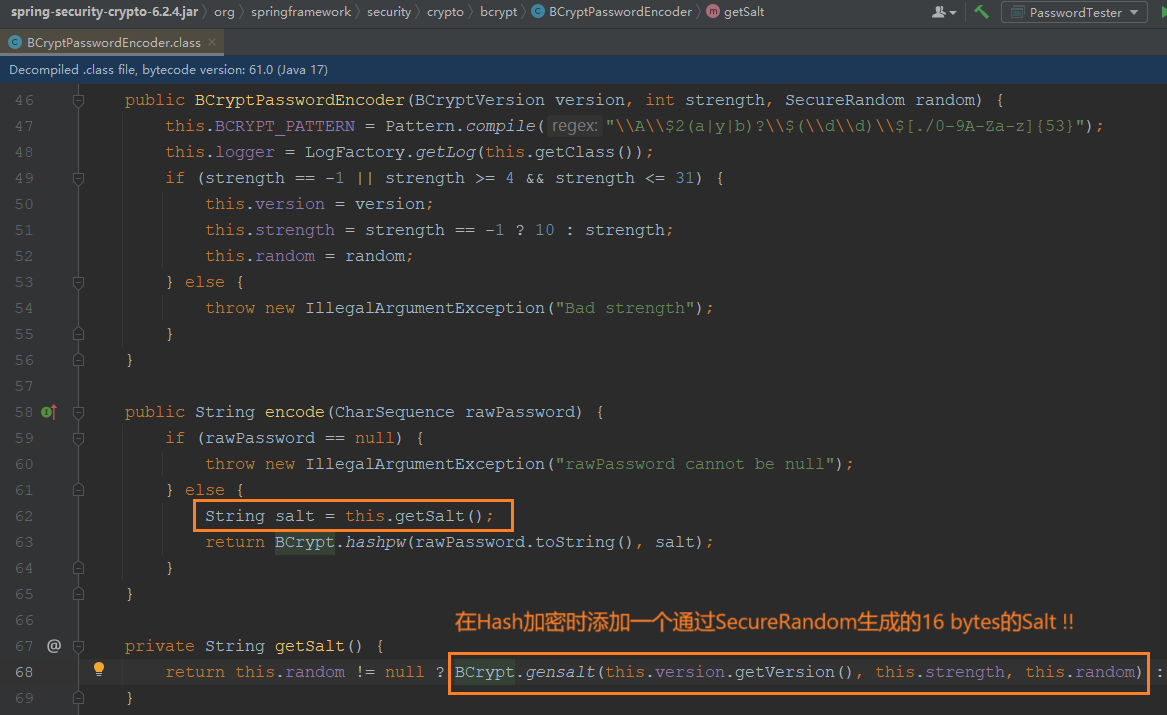 spring-security-crypto-6.2.4.jar 〉 org 〉 springframework 〉 security 〉 crypto 〉 bcrypt 〉 C BCryptPasswordEncoder 〉 m getSalt PasswordTester
C BCryptPasswordEncoder.class ×
Decompiled .class file, bytecode version: 61.0 (Java 17)
46 public BCryptPasswordEncoder(BCryptVersion version, int strength, SecureRandom random) {
47 this.BCRYPT_PATTERN = Pattern.compile( regex: "\\A\\$2(a|y|b)?\\$(\\d\\d)\\$[./0-9A-Za-z]{53}");
48 this.logger = LogFactory.getLog(this.getClass());
49 if (strength == -1 || strength >= 4 && strength <= 31) {
50 this.version = version;
51 this.strength = strength == -1 ? 10 : strength;
52 this.random = random;
53 } else {
54 throw new IllegalArgumentException("Bad strength");
55 }
56 }
57
58 public String encode(CharSequence rawPassword) {
59 if (rawPassword == null) {
60 throw new IllegalArgumentException("rawPassword cannot be null");
61 } else {
62 String salt = this.getSalt();
63 return BCrypt.hashpw(rawPassword.toString(), salt);
64 }
65 }
66
在Hash加密时添加一个通过SecureRandom生成的16 bytes的Salt !!
67 @ private String getSalt() {
68 return this.random != null ? BCrypt.gensalt(this.version.getVersion(), this.strength, this.random) :
69 }